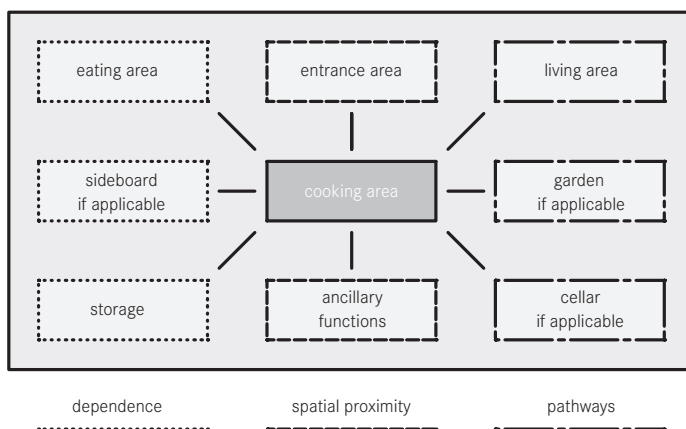 eating area
entrance area
living area
sideboard
if applicable
cooking area
garden
if applicable
storage
ancillary
functions
cellar
if applicable
dependence
spatial proximity
pathways